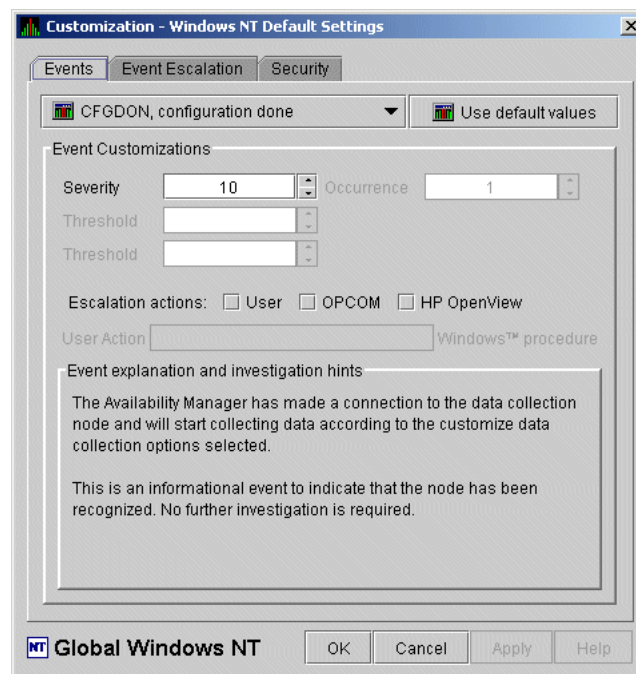 Customization - Windows NT Default Settings
Events Event Escalation Security
CFGDON, configuration done Use default values
Event Customizations
Severity 10 Occurrence 1
Threshold
Threshold
Escalation actions: User OPCOM HP OpenView
User Action Windows™ procedure
Event explanation and investigation hints
The Availability Manager has made a connection to the data collection
node and will start collecting data according to the customize data
collection options selected.
This is an informational event to indicate that the node has been
recognized. No further investigation is required.
NT Global Windows NT OK Cancel Apply Help